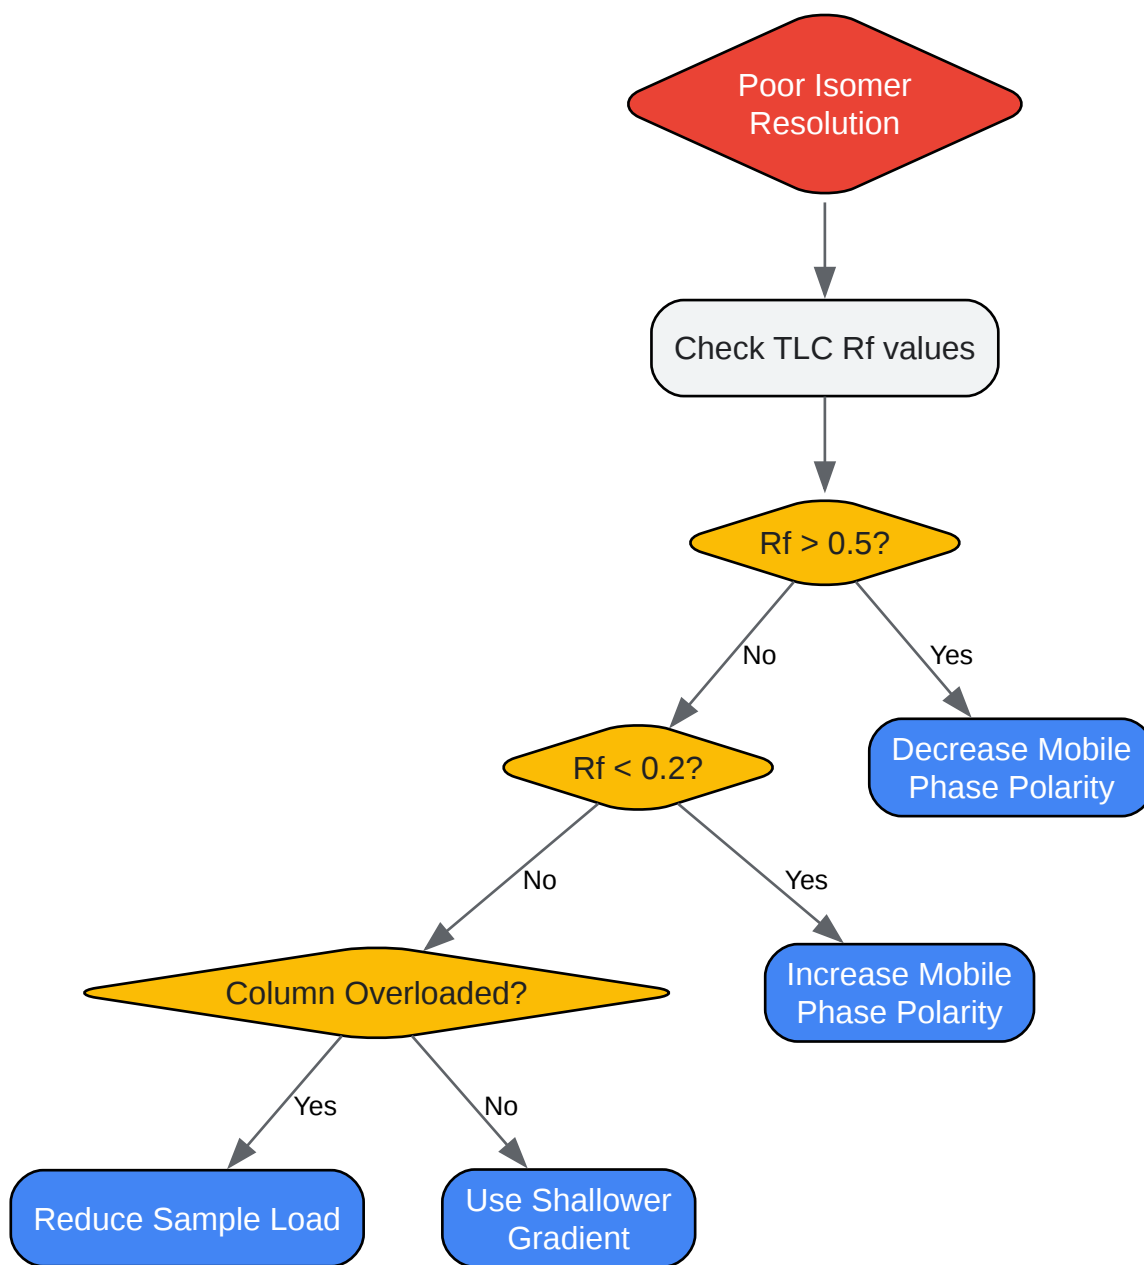 Poor Isomer
Resolution
Check TLC Rf values
Rf > 0.5?
No
Yes
Decrease Mobile
Phase Polarity
Rf < 0.2?
No
Yes
Increase Mobile
Phase Polarity
Column Overloaded?
Yes
No
Reduce Sample Load
Use Shallower
Gradient